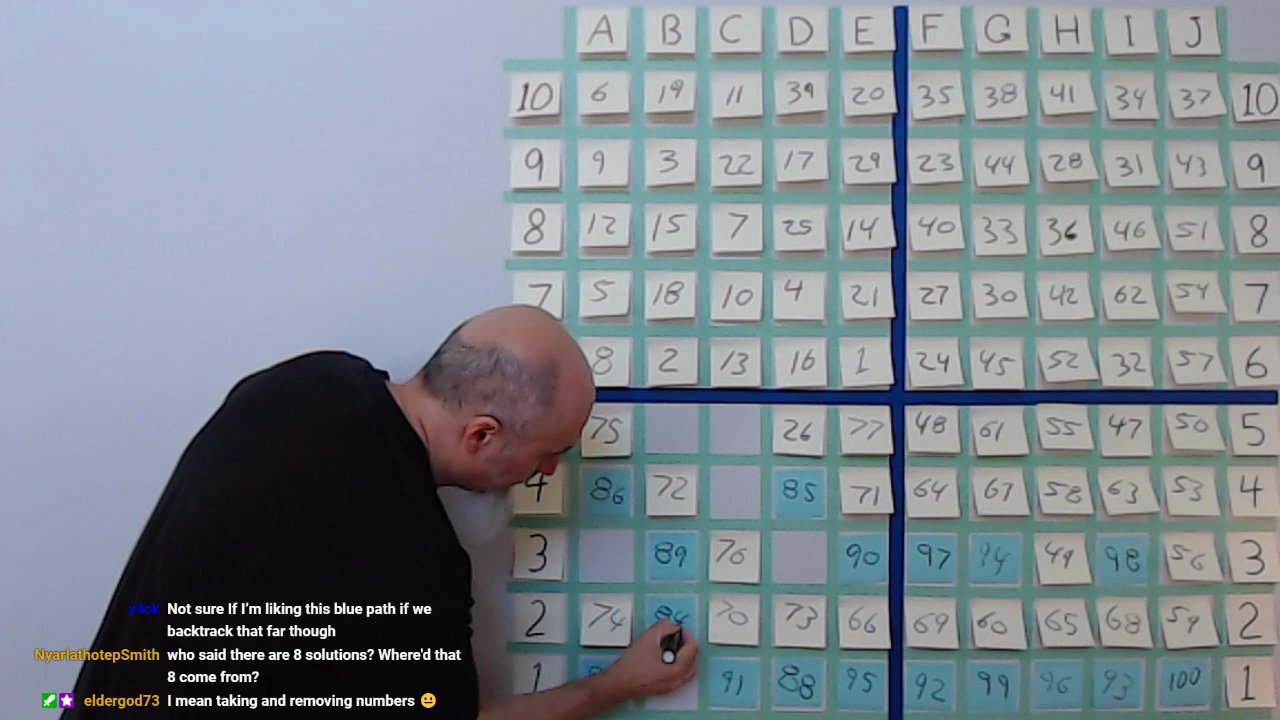 A B C D E F G H I J
10 6 19 11 39 20 35 38 41 34 37 10
9 9 3 22 17 29 23 44 28 31 43 9
8 12 15 7 25 14 40 33 36 46 51 8
7 5 18 10 4 21 27 30 42 62 54 7
8 2 13 16 1 24 45 52 32 57 6
75 26 77 48 61 55 47 50 5
4 86 72 85 71 64 67 58 63 53 4
3 89 76 90 97 94 49 98 56 3
2 74 84 70 73 66 69 60 65 68 59 2
1 91 88 95 92 99 96 93 100 1
y4ck Not sure If I'm liking this blue path if we
backtrack that far though
NyarlathotepSmith who said there are 8 solutions? Where'd that
8 come from?
eldergod73 I mean taking and removing numbers 😐